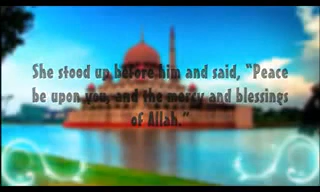 She stood up before him and said, “Peace
be upon you, and the mercy and blessings
of Allah.”